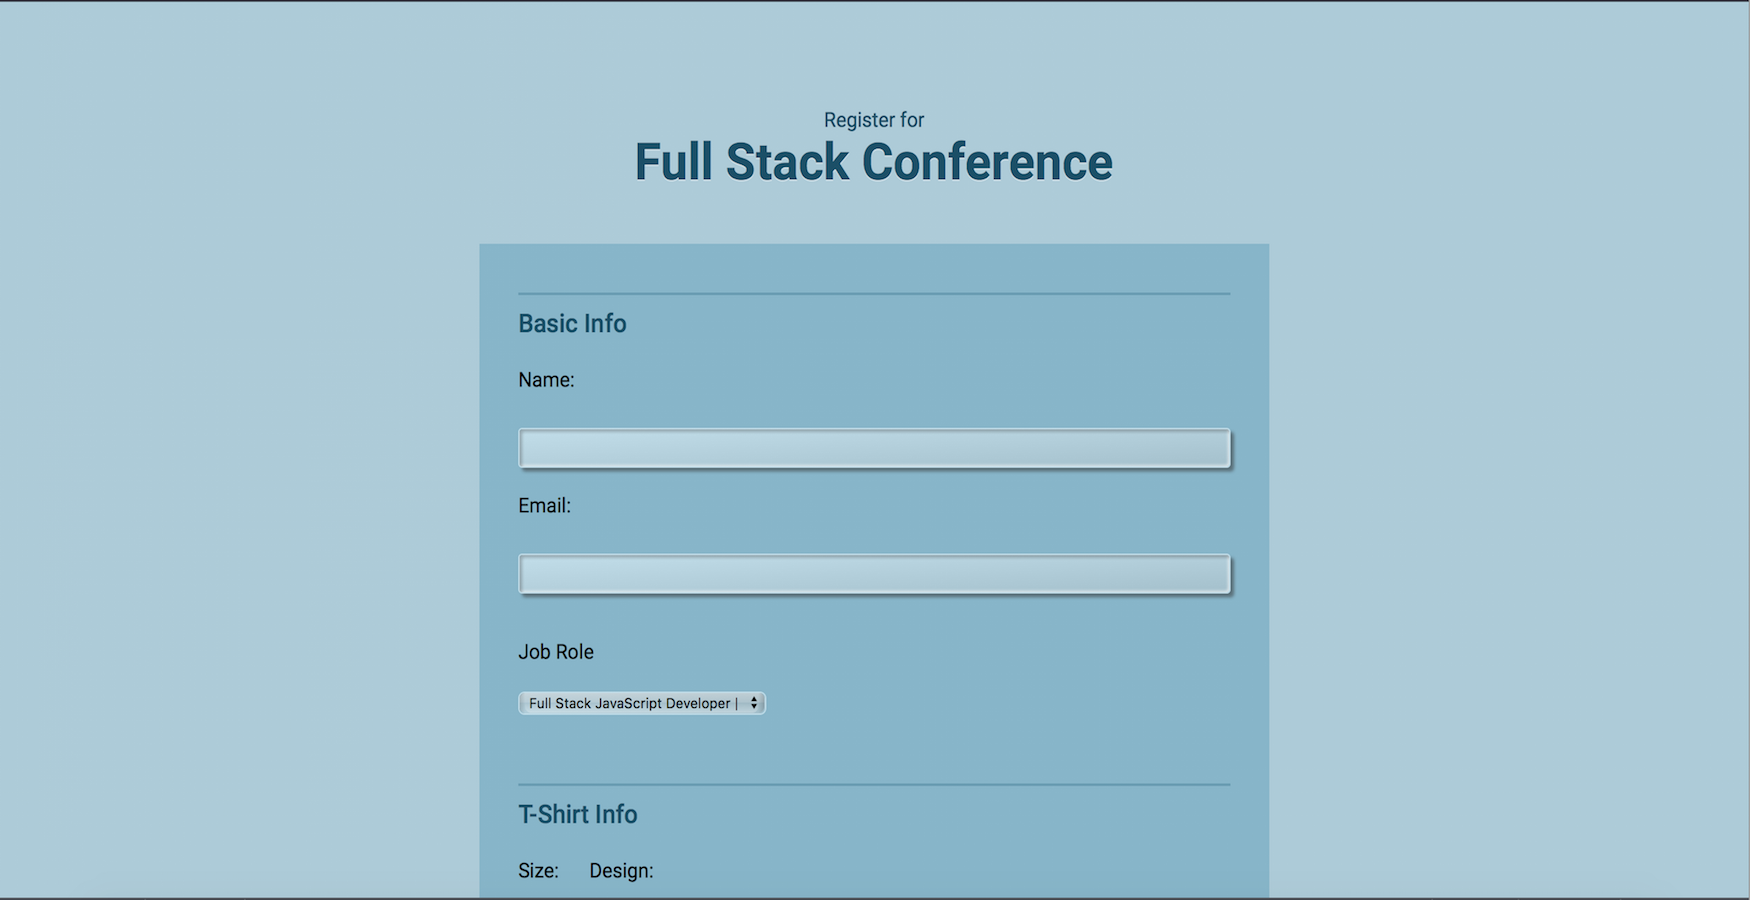 Register for
Full Stack Conference
Basic Info
Name:
Email:
Job Role
Full Stack JavaScript Developer |
T-Shirt Info
Size: Design: